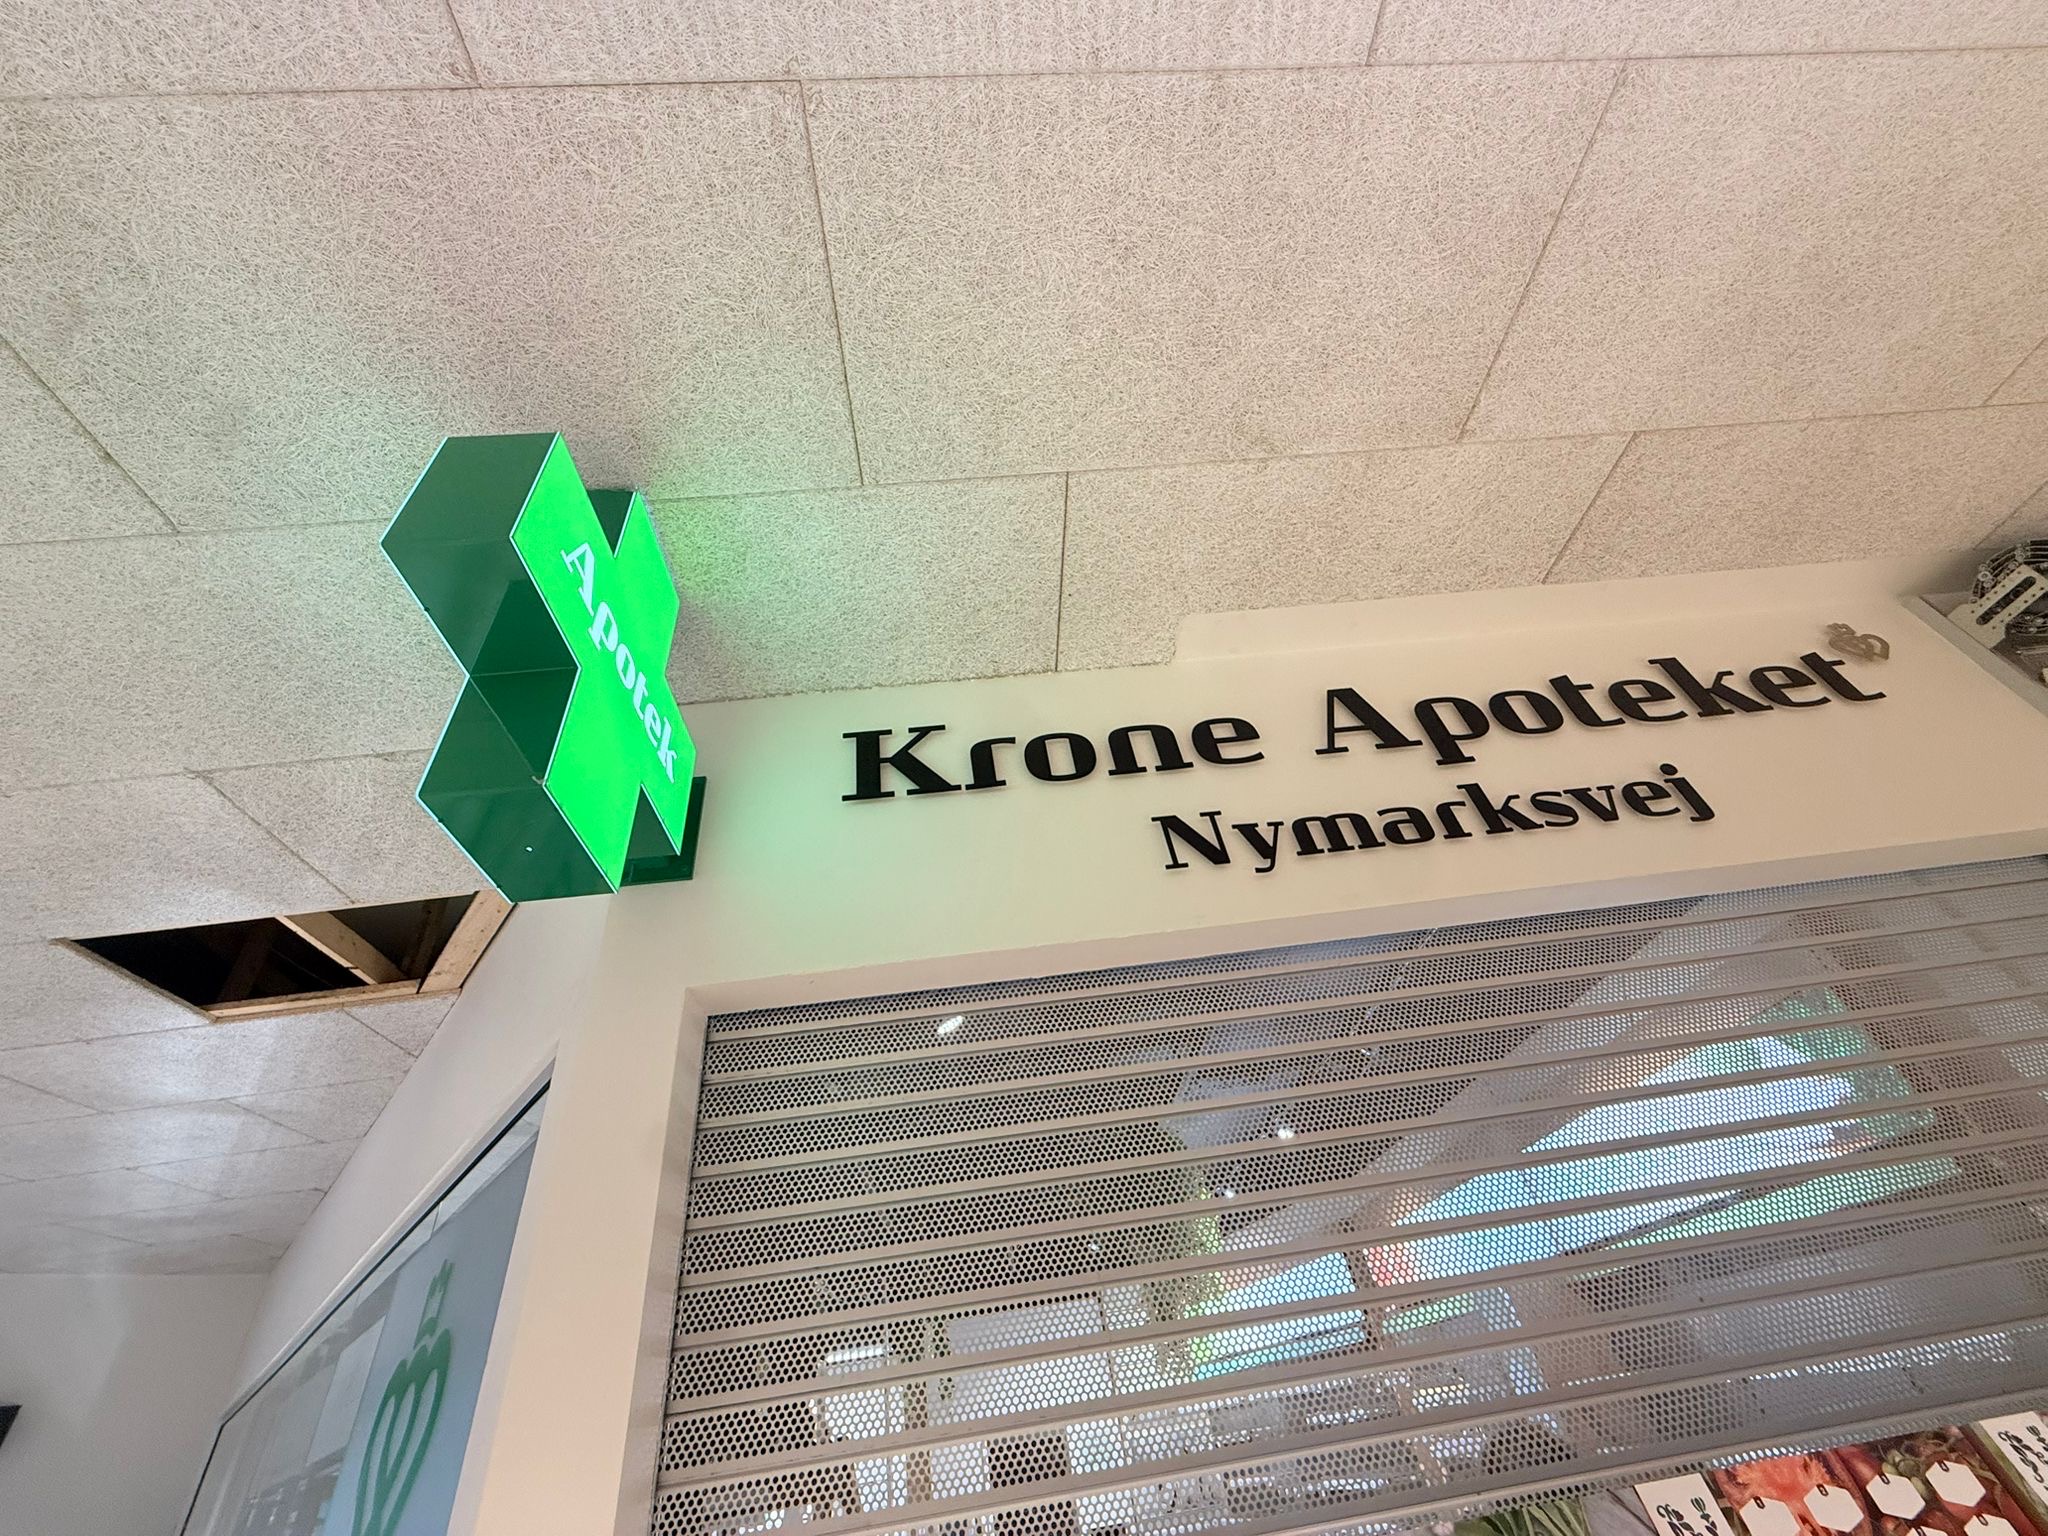 Apotek
Krone Apoteket
Nymarksvej